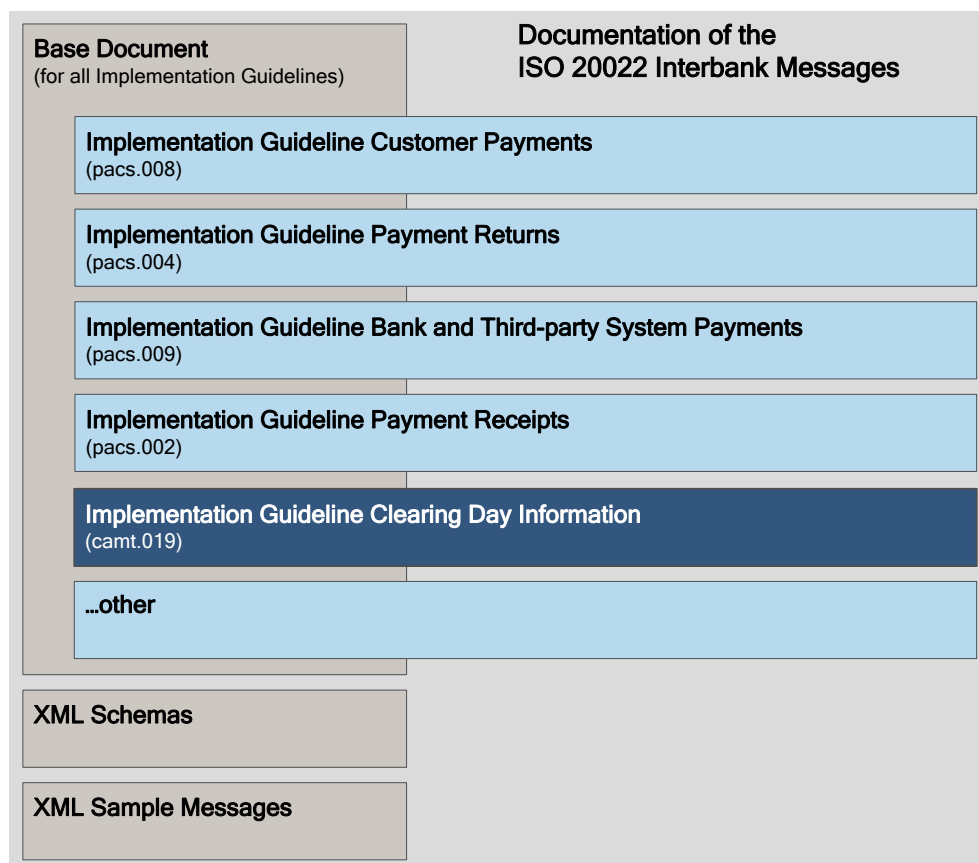 Documentation of the
ISO 20022 Interbank Messages
Base Document
(for all Implementation Guidelines)
Implementation Guideline Customer Payments
(pacs.008)
Implementation Guideline Payment Returns
(pacs.004)
Implementation Guideline Bank and Third-party System Payments
(pacs.009)
Implementation Guideline Payment Receipts
(pacs.002)
Implementation Guideline Clearing Day Information
(camt.019)
...other
XML Schemas
XML Sample Messages